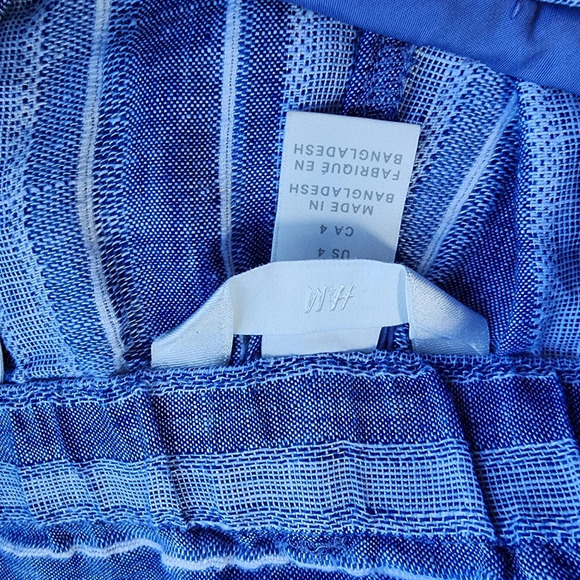 H&M
US 4
CA 4
MADE IN
BANGLADESH
FABRIQUÉ EN
BANGLADESH